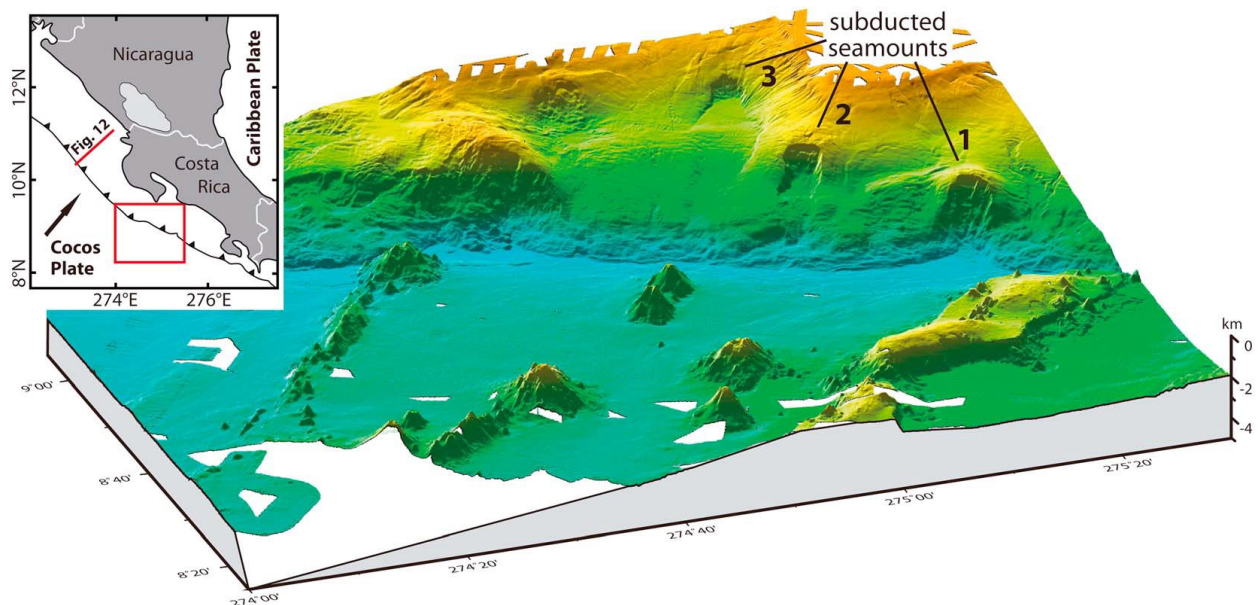 Nicaragua
Caribbean Plate
12°N
Fig. 12
Costa
Rica
10°N
Cocos
Plate
8°N
274°E
276°E
subducted
seamounts
3
2
1
km
0
-2
-4
9°00'
8°40'
8°20'
274°00'
274°20'
274°40'
275°00'
275°20'